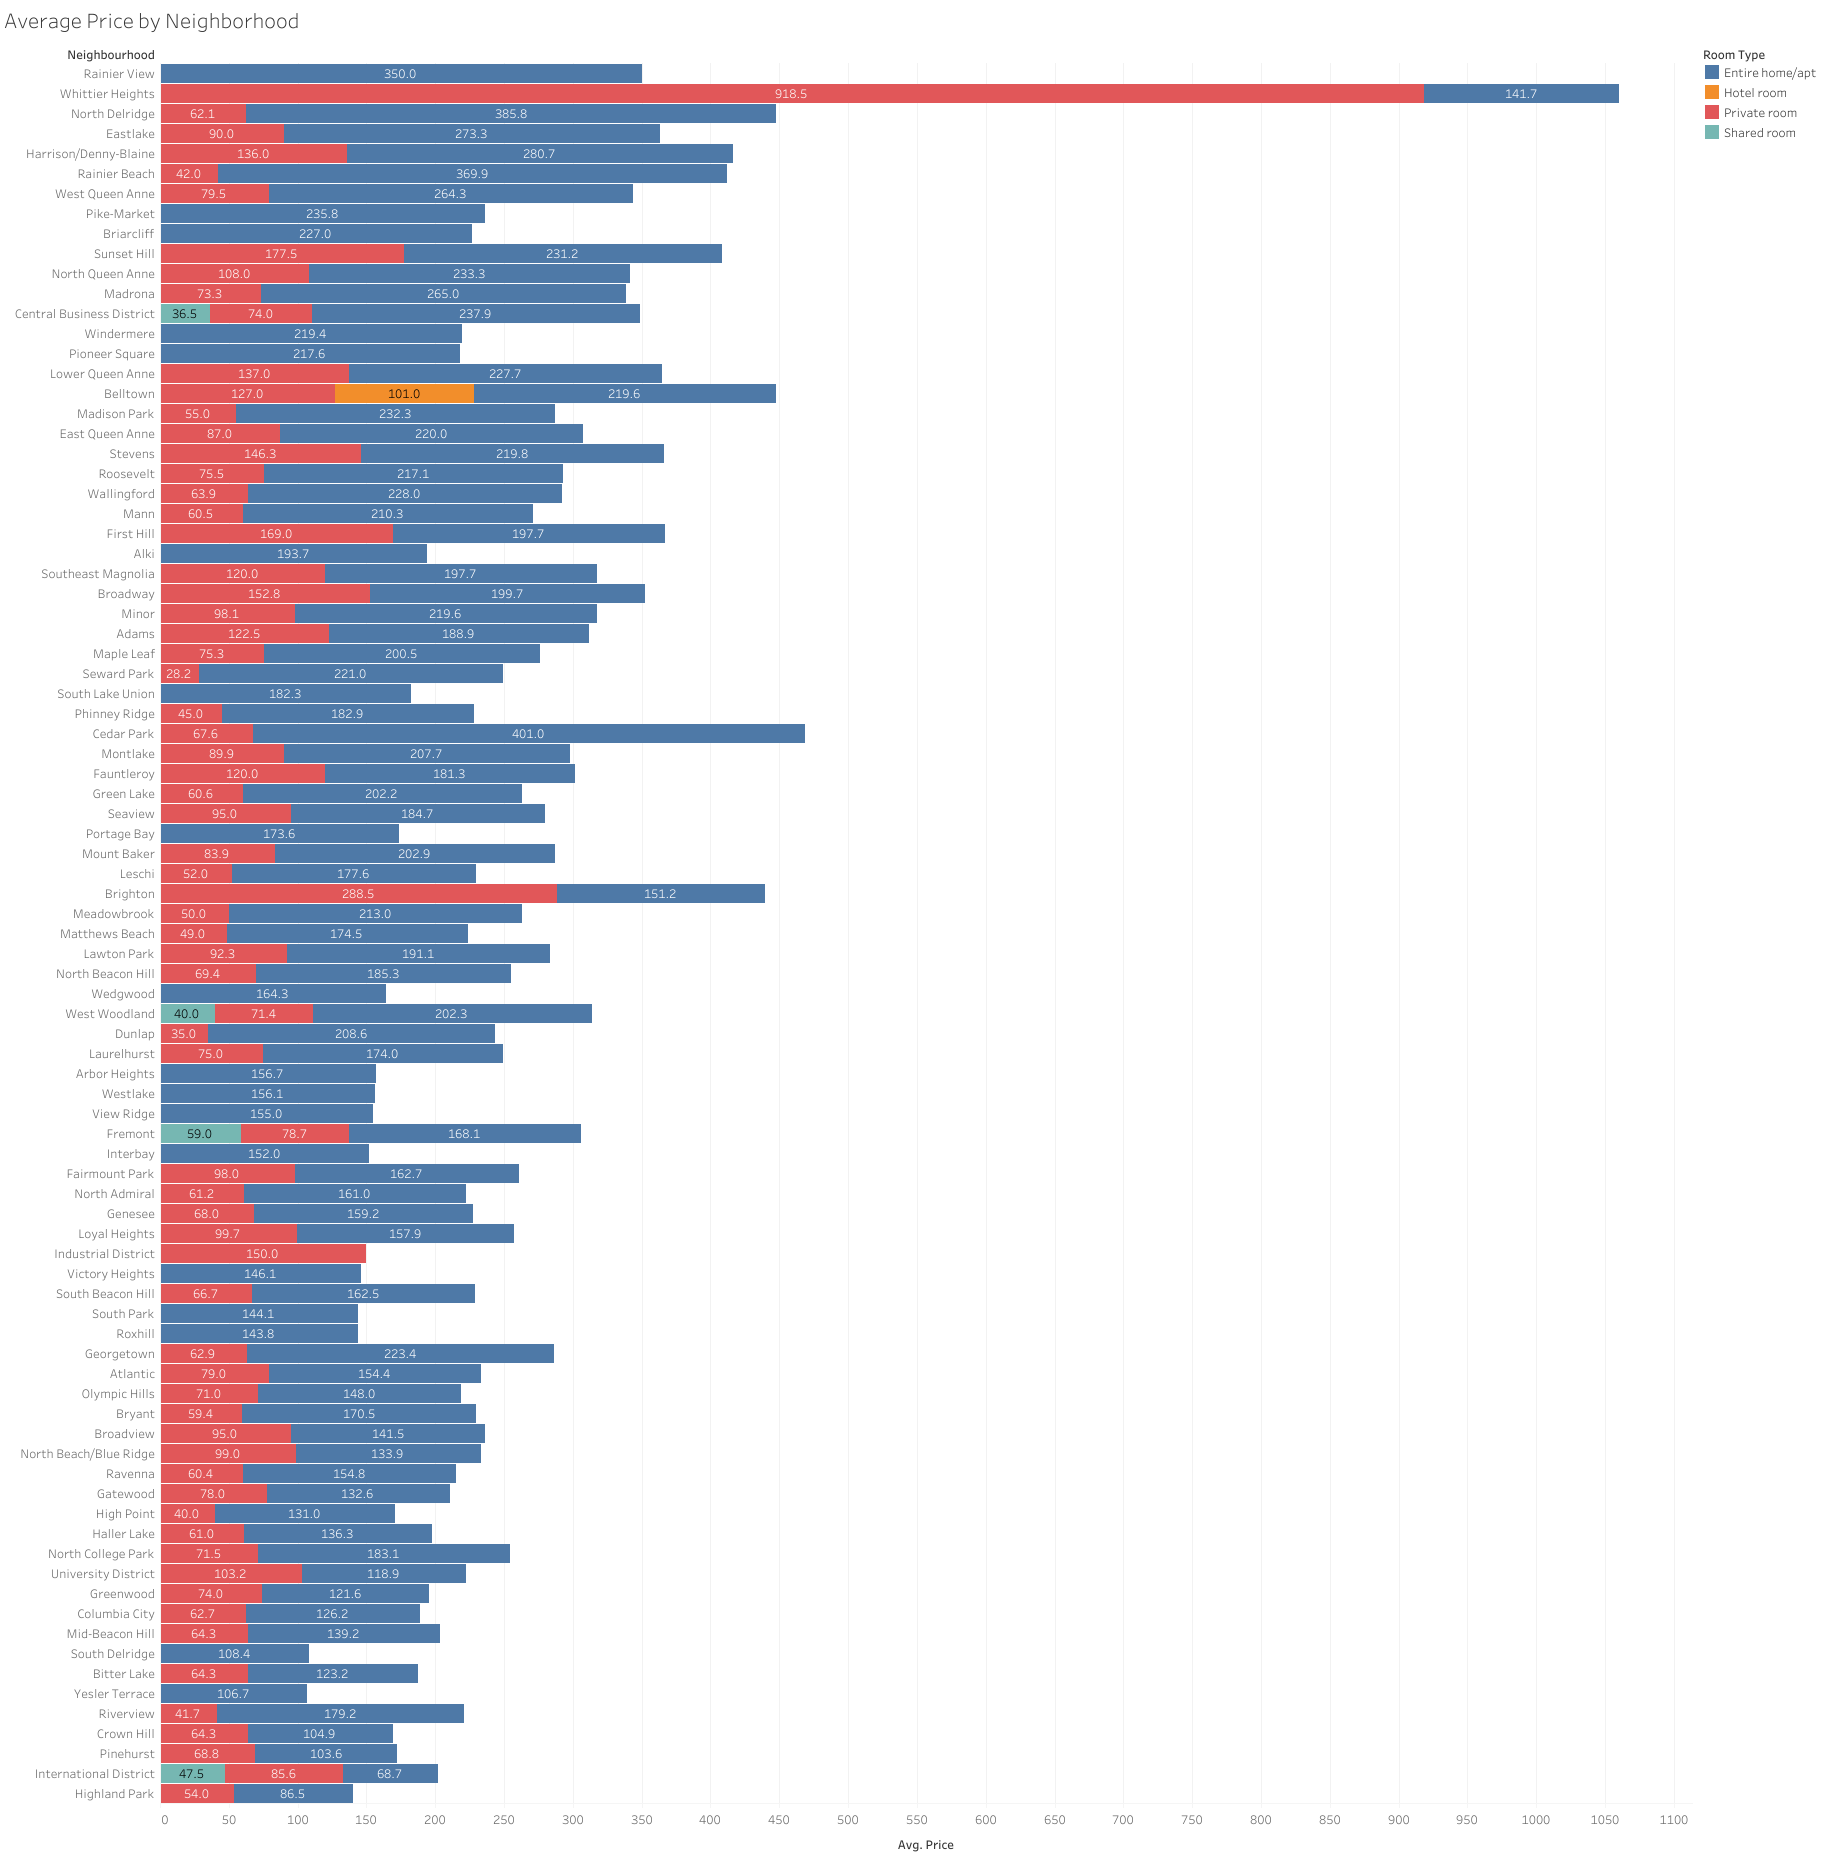 Average Price by Neighborhood
Neighbourhood
Room Type
Entire home/apt
Hotel room
Private room
Shared room
Rainier View 350.0
Whittier Heights 918.5 141.7
North Delridge 62.1 385.8
Eastlake 90.0 273.3
Harrison/Denny-Blaine 136.0 280.7
Rainier Beach 42.0 369.9
West Queen Anne 79.5 264.3
Pike-Market 235.8
Briarcliff 227.0
Sunset Hill 177.5 231.2
North Queen Anne 108.0 233.3
Madrona 73.3 265.0
Central Business District 36.5 74.0 237.9
Windermere 219.4
Pioneer Square 217.6
Lower Queen Anne 137.0 227.7
Belltown 127.0 101.0 219.6
Madison Park 55.0 232.3
East Queen Anne 87.0 220.0
Stevens 146.3 219.8
Roosevelt 75.5 217.1
Wallingford 63.9 228.0
Mann 60.5 210.3
First Hill 169.0 197.7
Alki 193.7
Southeast Magnolia 120.0 197.7
Broadway 152.8 199.7
Minor 98.1 219.6
Adams 122.5 188.9
Maple Leaf 75.3 200.5
Seward Park 28.2 221.0
South Lake Union 182.3
Phinney Ridge 45.0 182.9
Cedar Park 67.6 401.0
Montlake 89.9 207.7
Fauntleroy 120.0 181.3
Green Lake 60.6 202.2
Seaview 95.0 184.7
Portage Bay 173.6
Mount Baker 83.9 202.9
Leschi 52.0 177.6
Brighton 288.5 151.2
Meadowbrook 50.0 213.0
Matthews Beach 49.0 174.5
Lawton Park 92.3 191.1
North Beacon Hill 69.4 185.3
Wedgwood 164.3
West Woodland 40.0 71.4 202.3
Dunlap 35.0 208.6
Laurelhurst 75.0 174.0
Arbor Heights 156.7
Westlake 156.1
View Ridge 155.0
Fremont 59.0 78.7 168.1
Interbay 152.0
Fairmount Park 98.0 162.7
North Admiral 61.2 161.0
Genesee 68.0 159.2
Loyal Heights 99.7 157.9
Industrial District 150.0
Victory Heights 146.1
South Beacon Hill 66.7 162.5
South Park 144.1
Roxhill 143.8
Georgetown 62.9 223.4
Atlantic 79.0 154.4
Olympic Hills 71.0 148.0
Bryant 59.4 170.5
Broadview 95.0 141.5
North Beach/Blue Ridge 99.0 133.9
Ravenna 60.4 154.8
Gatewood 78.0 132.6
High Point 40.0 131.0
Haller Lake 61.0 136.3
North College Park 71.5 183.1
University District 103.2 118.9
Greenwood 74.0 121.6
Columbia City 62.7 126.2
Mid-Beacon Hill 64.3 139.2
South Delridge 108.4
Bitter Lake 64.3 123.2
Yesler Terrace 106.7
Riverview 41.7 179.2
Crown Hill 64.3 104.9
Pinehurst 68.8 103.6
International District 47.5 85.6 68.7
Highland Park 54.0 86.5
0 50 100 150 200 250 300 350 400 450 500 550 600 650 700 750 800 850 900 950 1000 1050 1100
Avg. Price